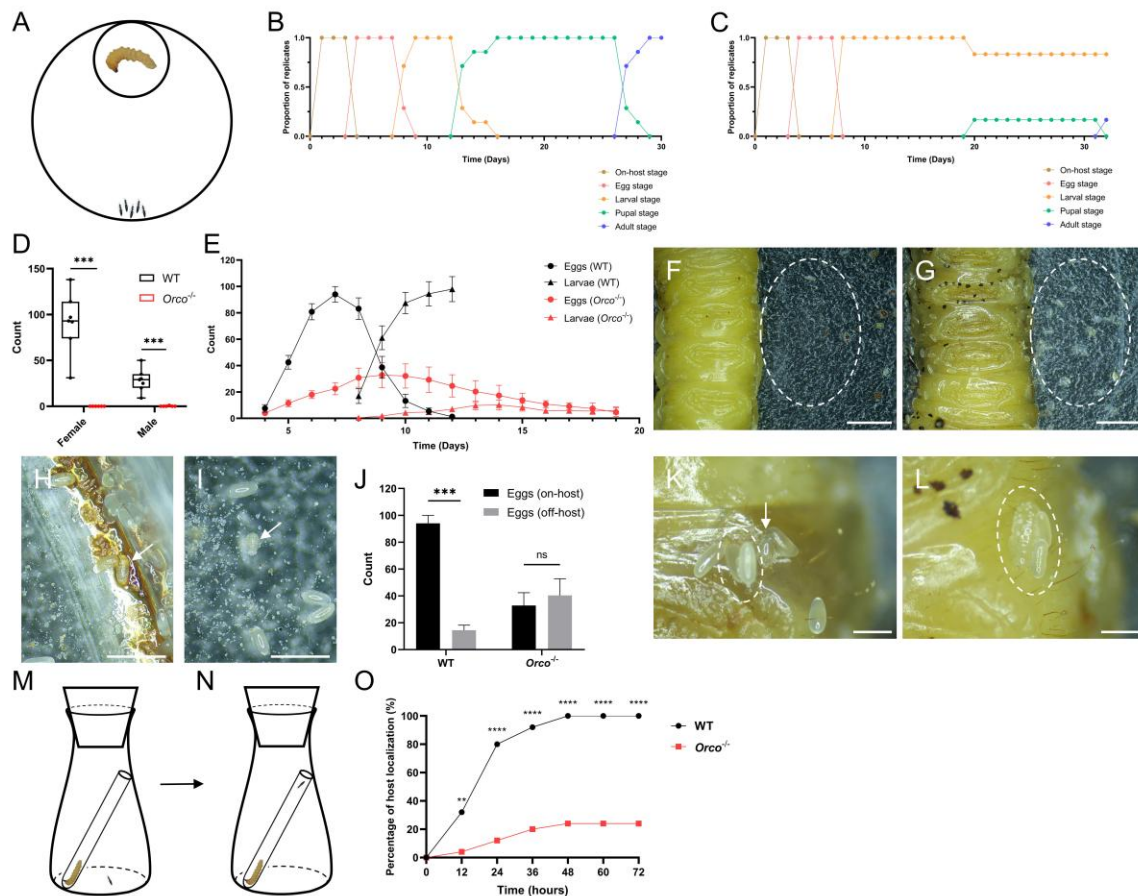 A
B
Proportion of replicates
1.0
0.5
0.0
0 10 20 30
Time (Days)
On-host stage
Egg stage
Larval stage
Pupal stage
Adult stage
C
Proportion of replicates
1.0
0.5
0.0
0 10 20 30
Time (Days)
On-host stage
Egg stage
Larval stage
Pupal stage
Adult stage
D
Count
150
100
50
0
***
***
Female
Male
WT
Orco-/-
E
Count
120
100
80
60
40
20
0
5 10 15 20
Time (Days)
Eggs (WT)
Larvae (WT)
Eggs (Orco-/-)
Larvae (Orco-/-)
F
G
H
I
J
Count
120
100
80
60
40
20
0
***
ns
WT Orco-/-
Eggs (on-host)
Eggs (off-host)
K
L
M
N
O
Percentage of host localization (%)
100
80
60
40
20
0
** **** **** **** **** ****
0 12 24 36 48 60 72
Time (hours)
WT
Orco-/-